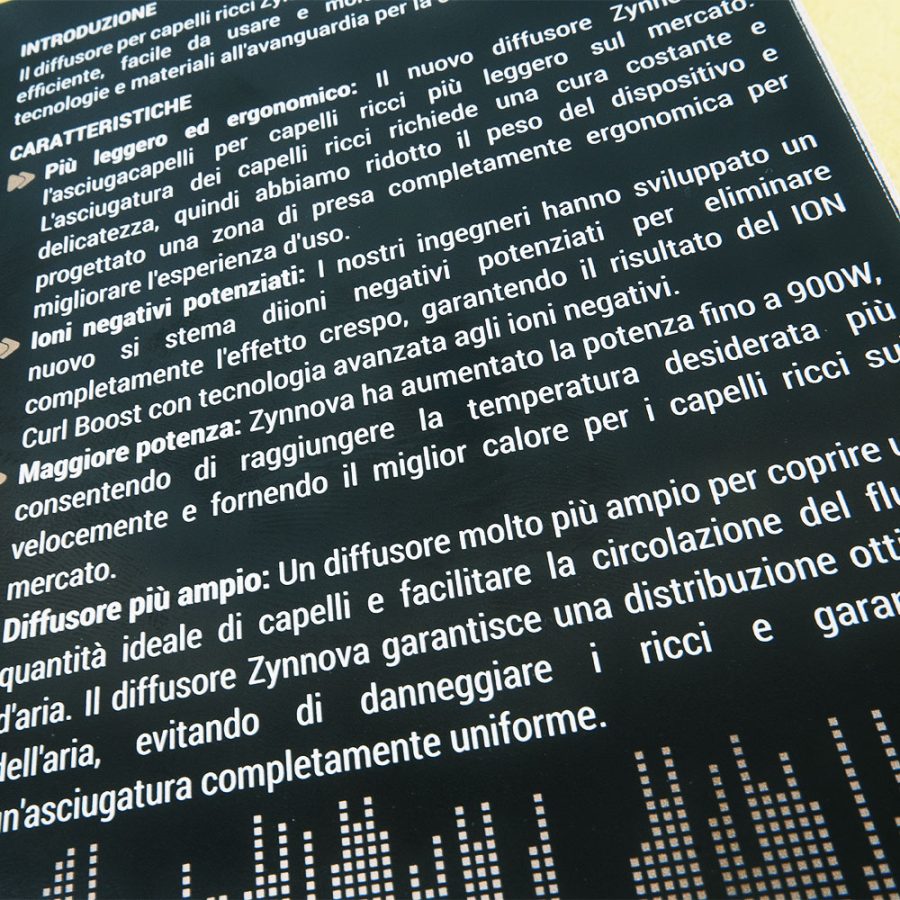 INTRODUZIONE
Il diffusore per capelli ricci
efficiente, facile da usare e
tecnologie e materiali all'avanguardia per la
CARATTERISTICHE
Più leggero ed ergonomico: Il nuovo diffusore
l'asciugacapelli per capelli ricci più leggero sul mercato.
L'asciugatura dei capelli ricci richiede una cura costante e
delicatezza, quindi abbiamo ridotto il peso del dispositivo e
progettato una zona di presa completamente ergonomica per
migliorare l'esperienza d'uso.
Ioni negativi potenziati: I nostri ingegneri hanno sviluppato un
nuovo si stema diioni negativi potenziati per eliminare
completamente l'effetto crespo, garantendo il risultato del ION
Curl Boost con tecnologia avanzata agli ioni negativi.
Maggiore potenza: Zynnova ha aumentato la potenza fino a 900W,
consentendo di raggiungere la temperatura desiderata più
velocemente e fornendo il miglior calore per i capelli ricci su
mercato.
Diffusore più ampio: Un diffusore molto più ampio per coprire
quantità ideale di capelli e facilitare la circolazione del
d'aria. Il diffusore Zynnova garantisce una distribuzione
dell'aria, evitando di danneggiare i ricci e
un'asciugatura completamente uniforme.